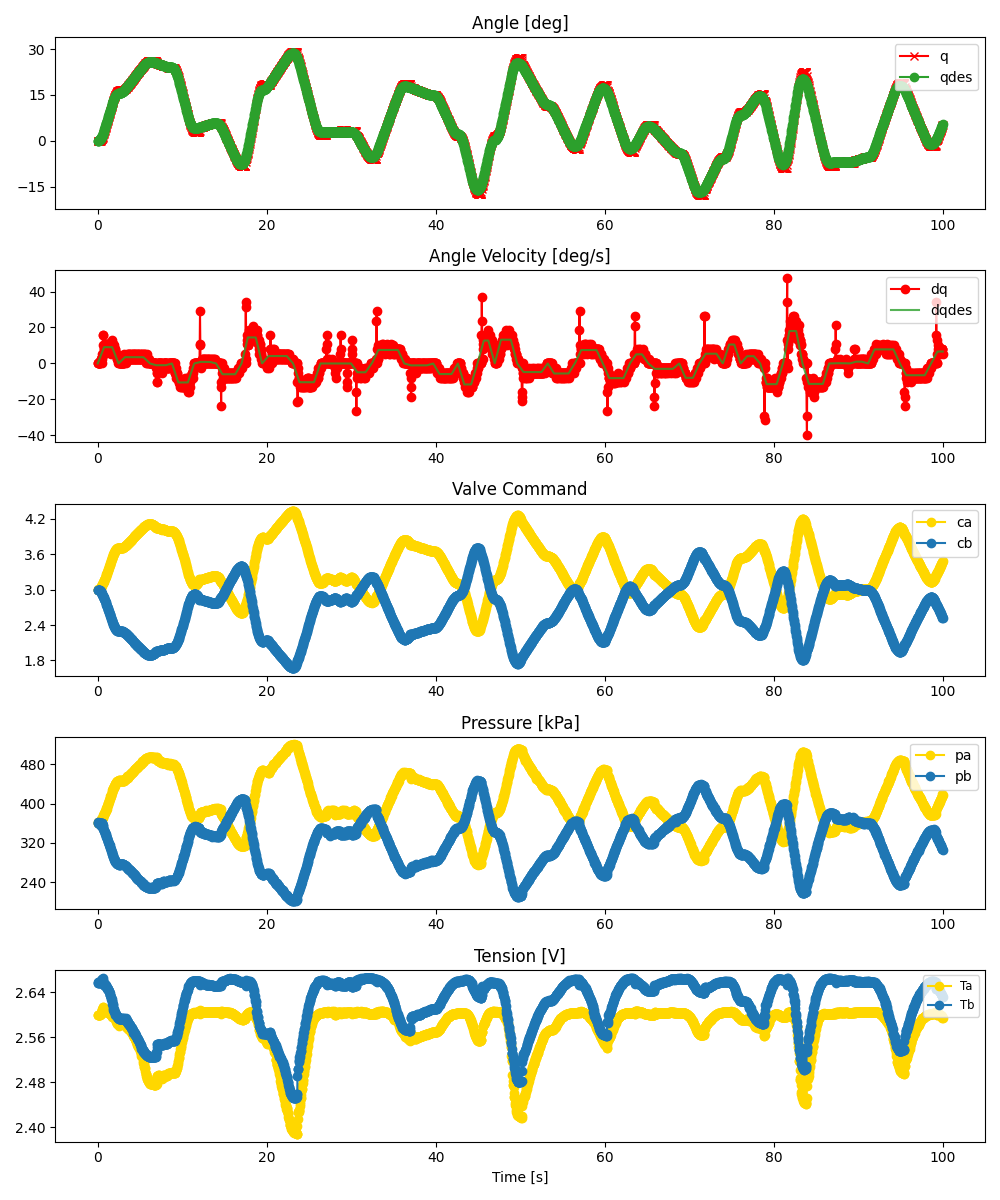 Angle [deg]
30
15
0
−15
q
qdes
0 20 40 60 80 100
Angle Velocity [deg/s]
40
20
0
−20
−40
dq
dqdes
0 20 40 60 80 100
Valve Command
4.2
3.6
3.0
2.4
1.8
ca
cb
0 20 40 60 80 100
Pressure [kPa]
480
400
320
240
pa
pb
0 20 40 60 80 100
Tension [V]
2.64
2.56
2.48
2.40
Ta
Tb
0 20 40 60 80 100
Time [s]